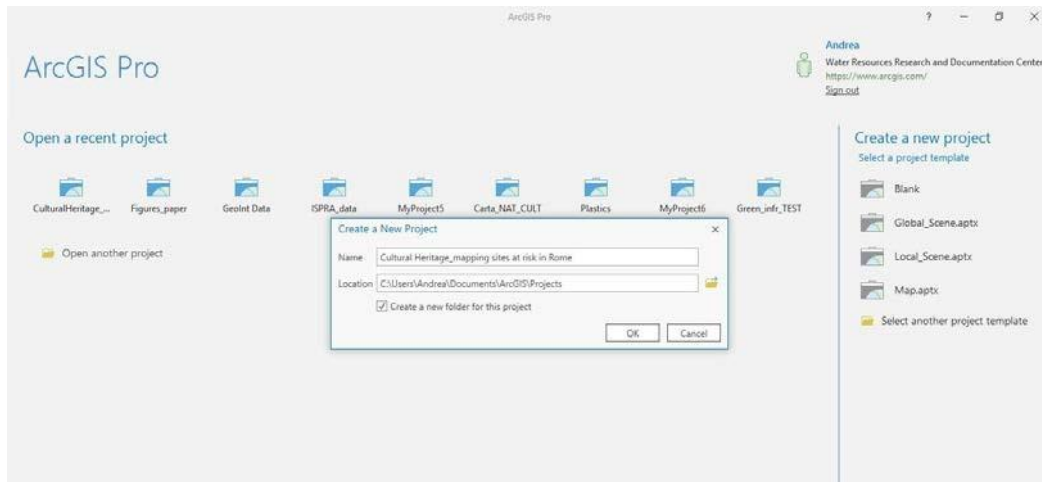 ArcGIS Pro
?
ArcGIS Pro
Andrea
Water Resources Research and Documentation Center
https://www.arcgis.com/
Sign out
Open a recent project
CulturalHeritage_...
Figures_paper
GeoInt Data
ISPRA_data
MyProject5
Carta_NAT_CULT
Plastics
MyProject6
Green_infr_TEST
Open another project
Create a New Project
Name Cultural Heritage_mapping sites at risk in Rome
Location C:\Users\Andrea\Documents\ArcGIS\Projects
Create a new folder for this project
OK Cancel
Create a new project
Select a project template
Blank
Global_Scene.aptx
Local_Scene.aptx
Map.aptx
Select another project template